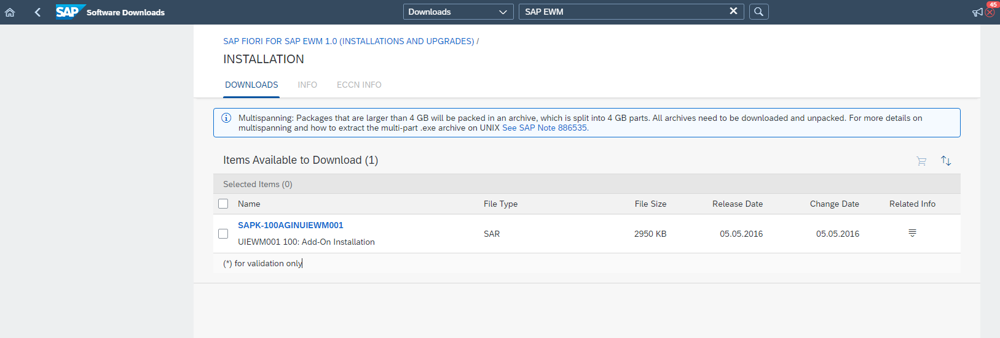 SAP Software Downloads Downloads SAP EWM 45
SAP FIORI FOR SAP EWM 1.0 (INSTALLATIONS AND UPGRADES) /
INSTALLATION
DOWNLOADS INFO ECCN INFO
Multispanning: Packages that are larger than 4 GB will be packed in an archive, which is split into 4 GB parts. All archives need to be downloaded and unpacked. For more details on
multispanning and how to extract the multi-part .exe archive on UNIX See SAP Note 886535.
Items Available to Download (1)
Selected Items (0)
Name File Type File Size Release Date Change Date Related Info
SAPK-100AGINUIEWM001
SAR 2950 KB 05.05.2016 05.05.2016
UIEWM001 100: Add-On Installation
(*) for validation only